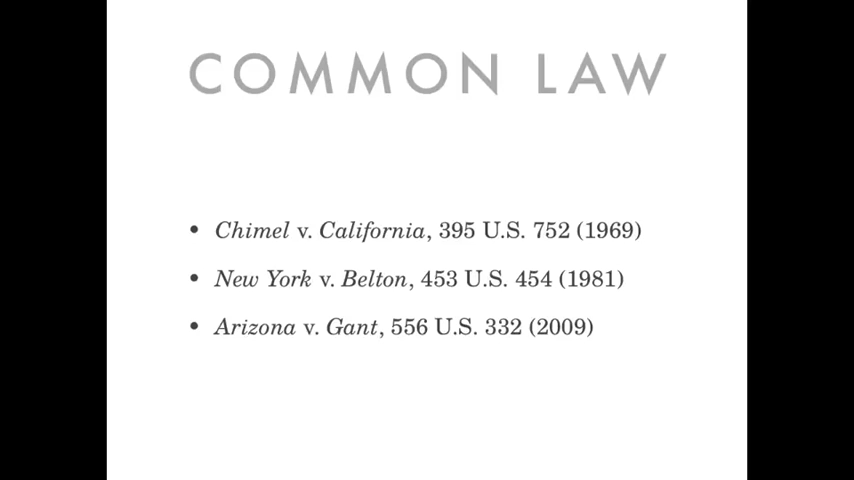 COMMON LAW
• Chimel v. California, 395 U.S. 752 (1969)
• New York v. Belton, 453 U.S. 454 (1981)
• Arizona v. Gant, 556 U.S. 332 (2009)